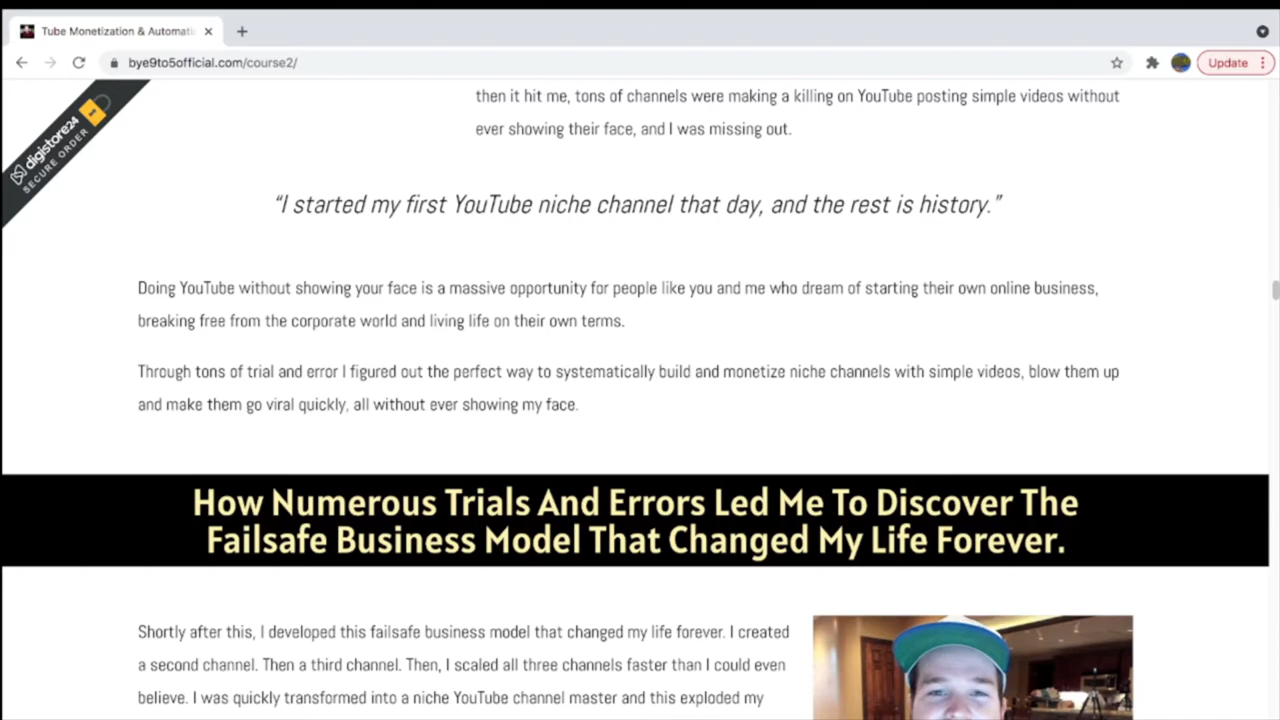 Tube Monetization & Automati
bye9to5official.com/course2/
Update
digistore24
SECURE ORDER
then it hit me, tons of channels were making a killing on YouTube posting simple videos without
ever showing their face, and I was missing out.
“I started my first YouTube niche channel that day, and the rest is history.”
Doing YouTube without showing your face is a massive opportunity for people like you and me who dream of starting their own online business,
breaking free from the corporate world and living life on their own terms.
Through tons of trial and error I figured out the perfect way to systematically build and monetize niche channels with simple videos, blow them up
and make them go viral quickly, all without ever showing my face.
How Numerous Trials And Errors Led Me To Discover The
Failsafe Business Model That Changed My Life Forever.
Shortly after this, I developed this failsafe business model that changed my life forever. I created
a second channel. Then a third channel. Then, I scaled all three channels faster than I could even
believe. I was quickly transformed into a niche YouTube channel master and this exploded my